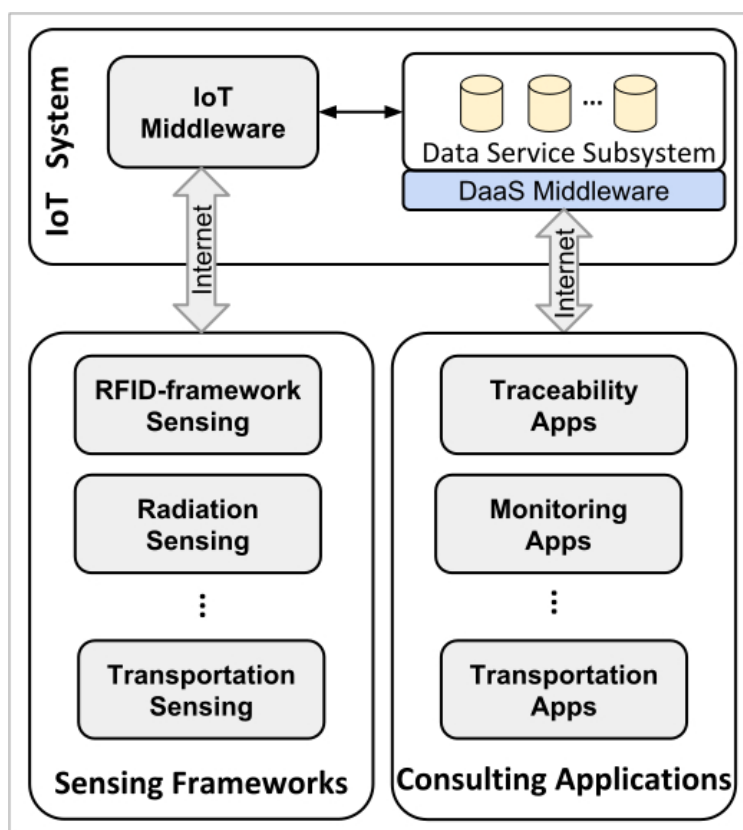 IoT System
IoT
Middleware
...
Data Service Subsystem
DaaS Middleware
Internet
Internet
RFID-framework
Sensing
Radiation
Sensing
...
Transportation
Sensing
Sensing Frameworks
Traceability
Apps
Monitoring
Apps
...
Transportation
Apps
Consulting Applications